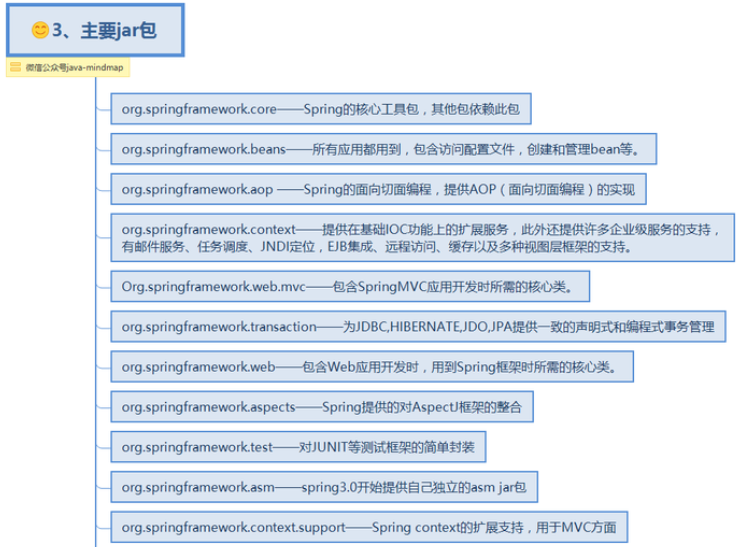 3、主要jar包
微信公众号java-mindmap
org.springframework.core——Spring的核心工具包，其他包依赖此包
org.springframework.beans——所有应用都用到，包含访问配置文件，创建和管理bean等。
org.springframework.aop ——Spring的面向切面编程，提供AOP（面向切面编程）的实现
org.springframework.context——提供在基础IOC功能上的扩展服务，此外还提供许多企业级服务的支持，
有邮件服务、任务调度、JNDI定位，EJB集成、远程访问、缓存以及多种视图层框架的支持。
Org.springframework.web.mvc——包含SpringMVC应用开发时所需的核心类。
org.springframework.transaction——为JDBC,HIBERNATE,JDO,JPA提供一致的声明式和编程式事务管理
org.springframework.web——包含Web应用开发时，用到Spring框架时所需的核心类。
org.springframework.aspects——Spring提供的对AspectJ框架的整合
org.springframework.test——对JUNIT等测试框架的简单封装
org.springframework.asm——spring3.0开始提供自己独立的asm jar包
org.springframework.context.support——Spring context的扩展支持，用于MVC方面